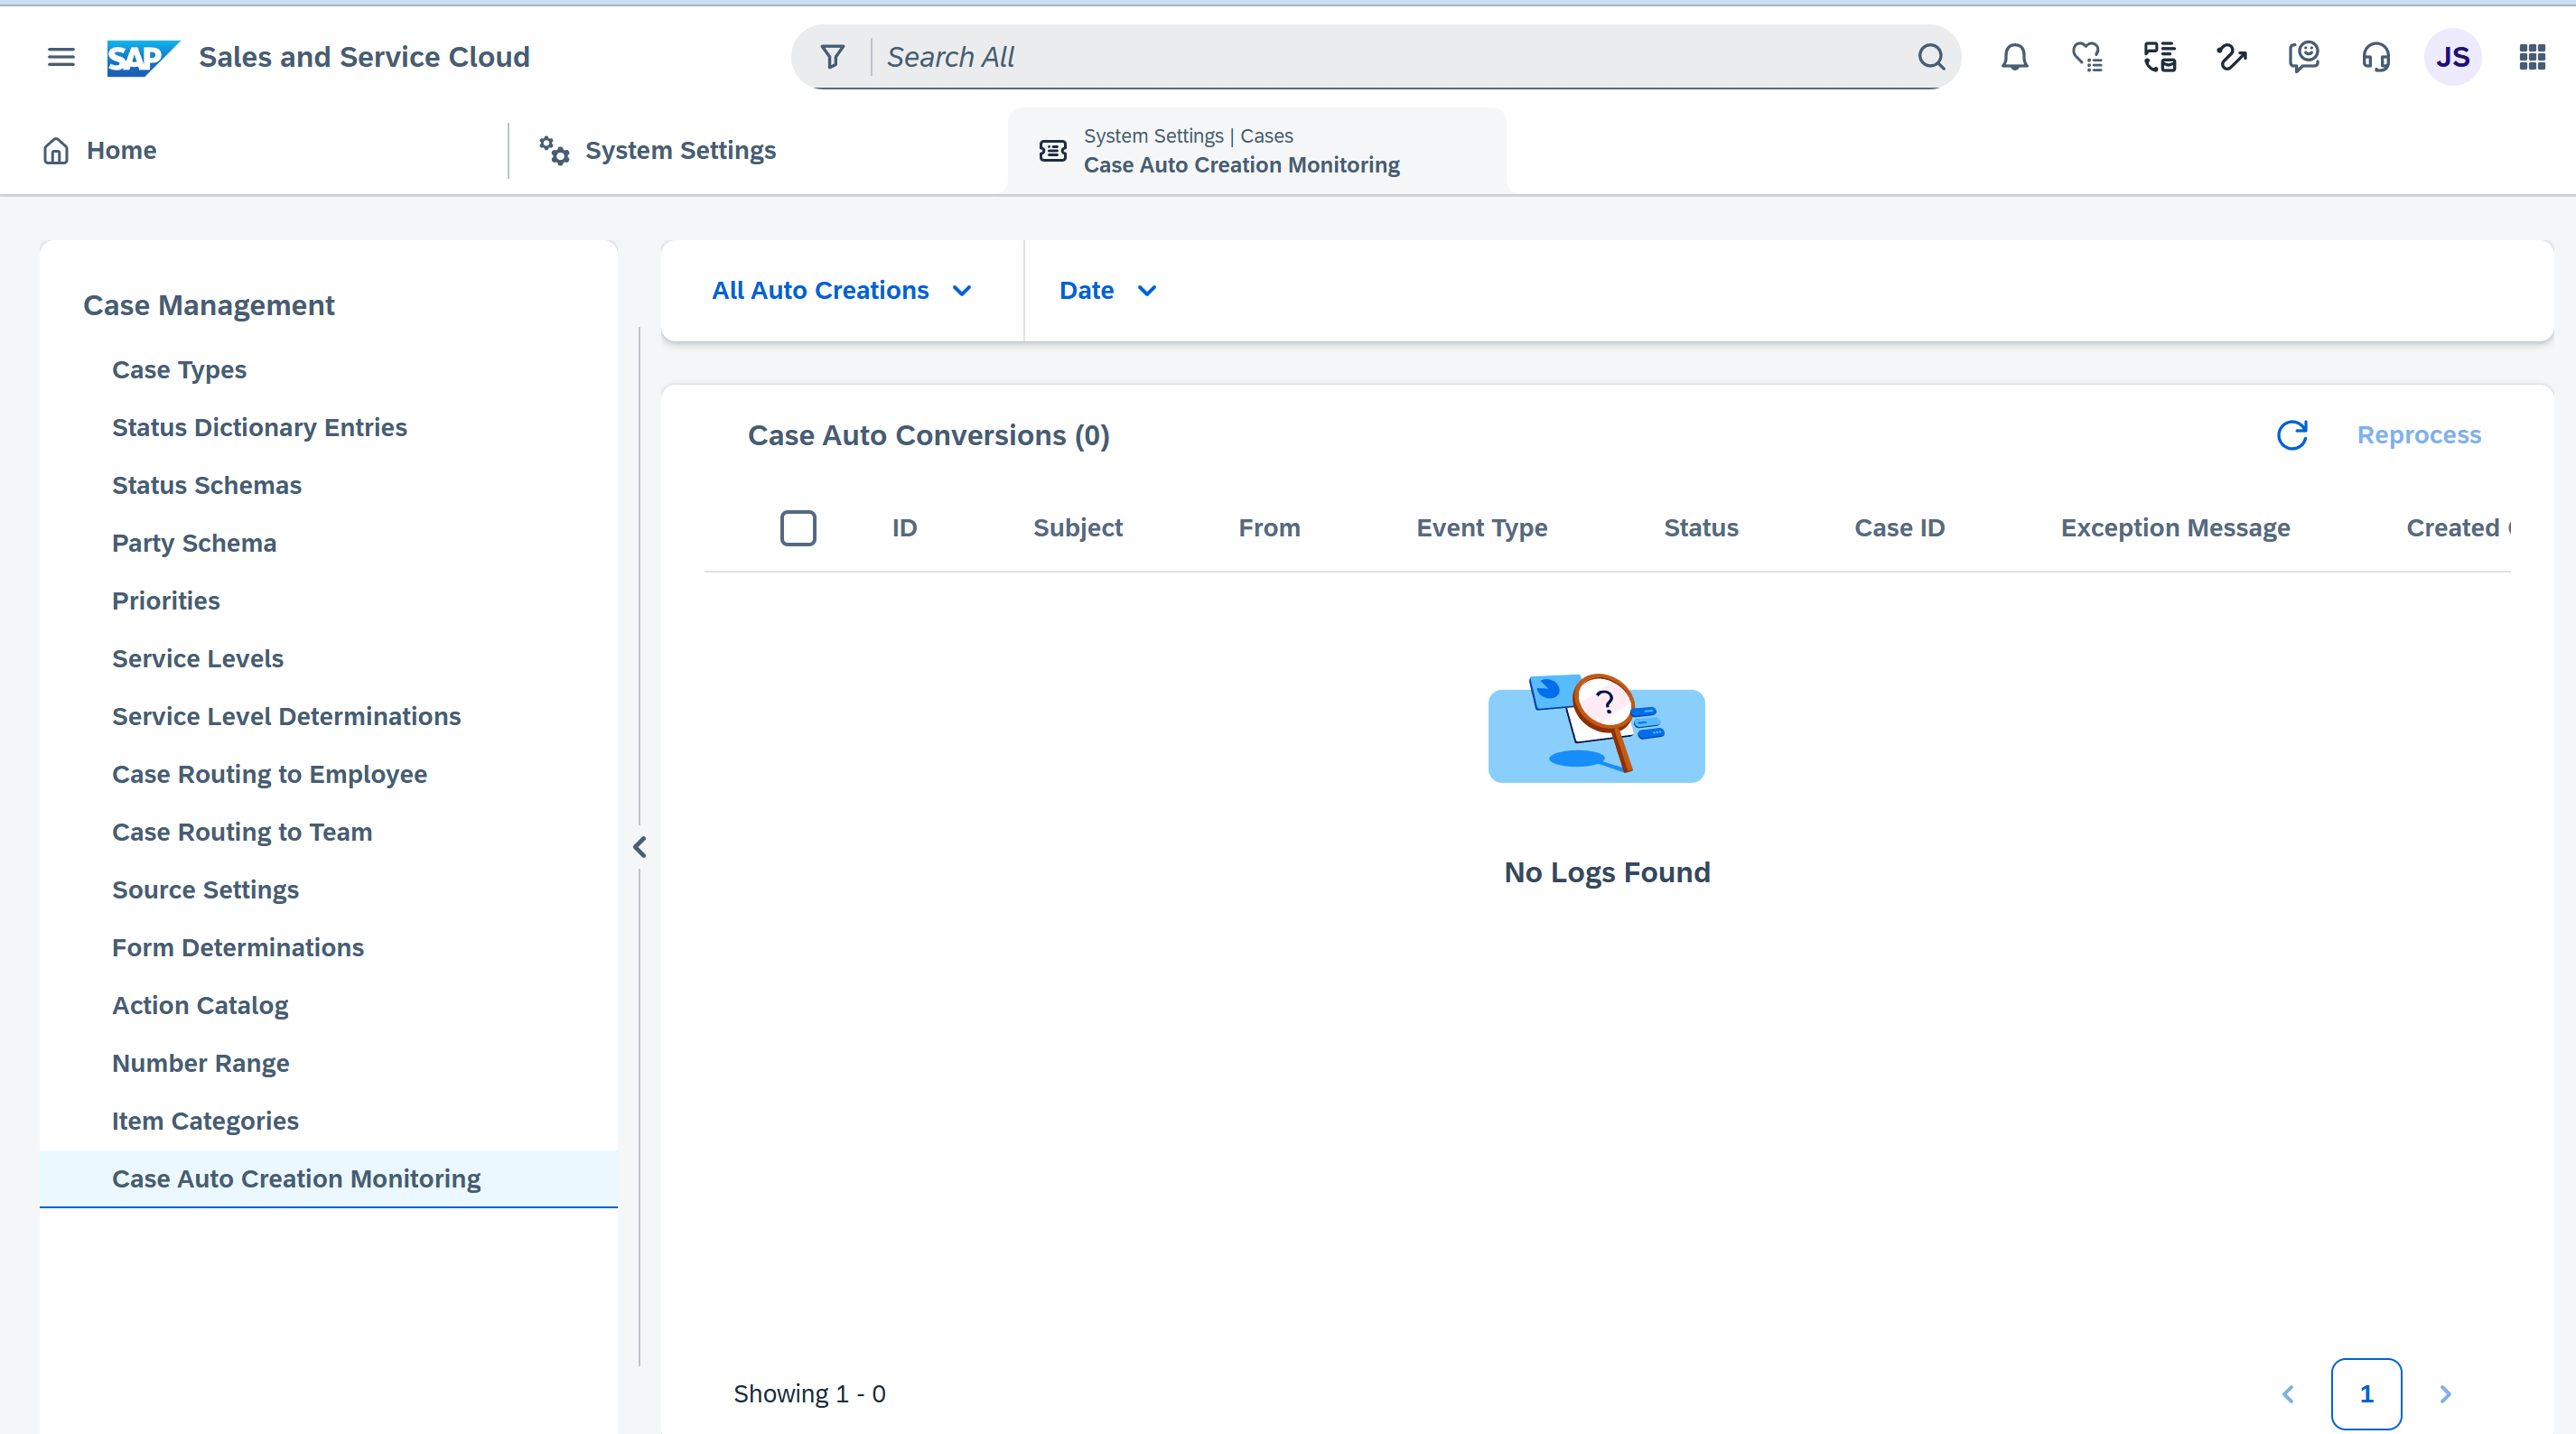 SAP Sales and Service Cloud
Search All
JS
Home
System Settings
System Settings | Cases
Case Auto Creation Monitoring
Case Management
Case Types
Status Dictionary Entries
Status Schemas
Party Schema
Priorities
Service Levels
Service Level Determinations
Case Routing to Employee
Case Routing to Team
Source Settings
Form Determinations
Action Catalog
Number Range
Item Categories
Case Auto Creation Monitoring
All Auto Creations
Date
Case Auto Conversions (0)
Reprocess
ID Subject From Event Type Status Case ID Exception Message Created
?
No Logs Found
Showing 1 - 0
1